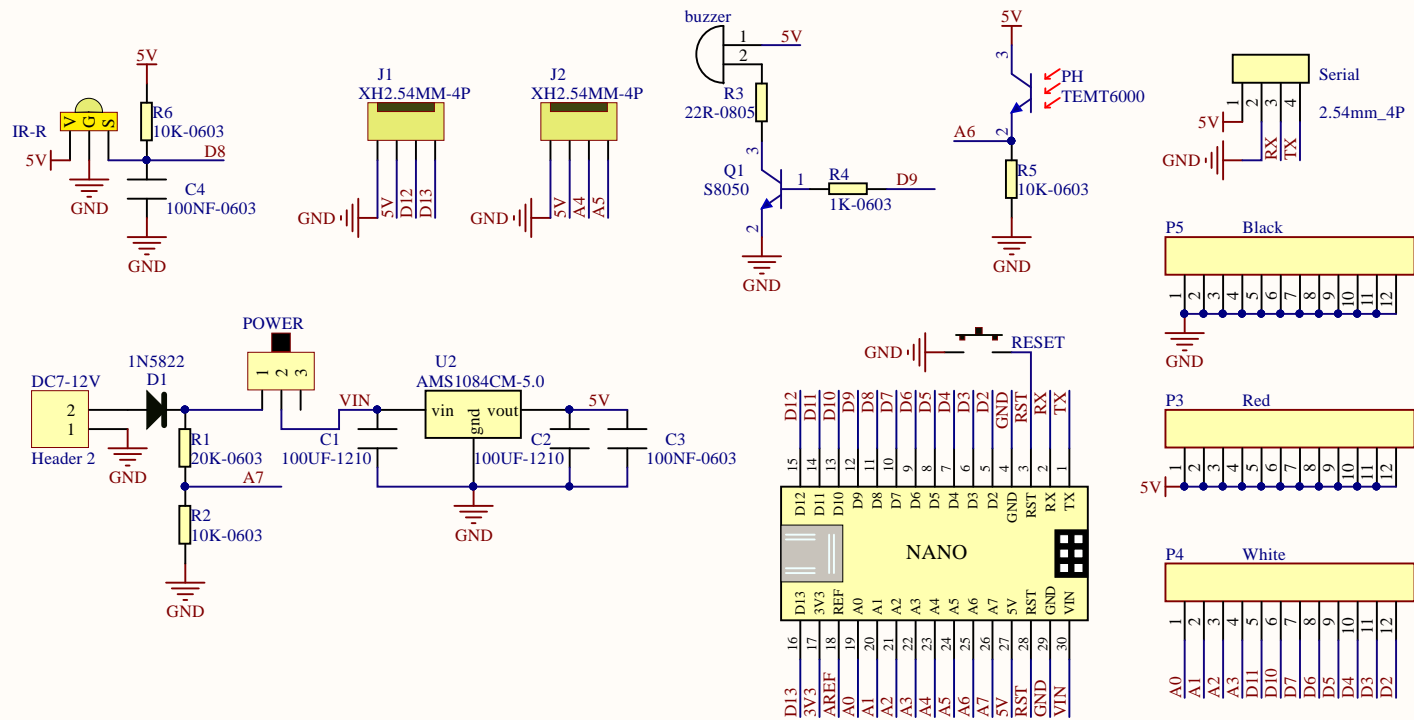 5V
IR-R
V
G
S
5V
R6
10K-0603
D8
GND
C4
100NF-0603
GND
J1
XH2.54MM-4P
GND
5V
D12
D13
J2
XH2.54MM-4P
GND
5V
A4
A5
buzzer
1
2
5V
R3
22R-0805
3
Q1
S8050
1
R4
1K-0603
D9
2
GND
5V
3
PH
TEMT6000
A6
2
R5
10K-0603
GND
Serial
2.54mm_4P
1
2
3
4
5V
GND
RX
TX
P5
Black
1
2
3
4
5
6
7
8
9
10
11
12
GND
DC7-12V
2
1
Header 2
1N5822
D1
GND
POWER
1
2
3
R1
20K-0603
A7
R2
10K-0603
GND
VIN
C1
100UF-1210
U2
AMS1084CM-5.0
vin
vout
gnd
5V
C2
100UF-1210
C3
100NF-0603
GND
GND
RESET
D12
D11
D10
D9
D8
D7
D6
D5
D4
D3
D2
GND
RST
RX
TX
15
14
13
12
11
10
9
8
7
6
5
4
3
2
1
D12
D11
D10
D9
D8
D7
D6
D5
D4
D3
D2
GND
RST
RX
TX
NANO
D13
3V3
REF
A0
A1
A2
A3
A4
A5
A6
A7
5V
RST
GND
VIN
16
17
18
19
20
21
22
23
24
25
26
27
28
29
30
D13
3V3
AREF
A0
A1
A2
A3
A4
A5
A6
A7
5V
RST
GND
VIN
P3
Red
1
2
3
4
5
6
7
8
9
10
11
12
5V
P4
White
1
2
3
4
5
6
7
8
9
10
11
12
A0
A1
A2
A3
D11
D10
D7
D6
D5
D4
D3
D2